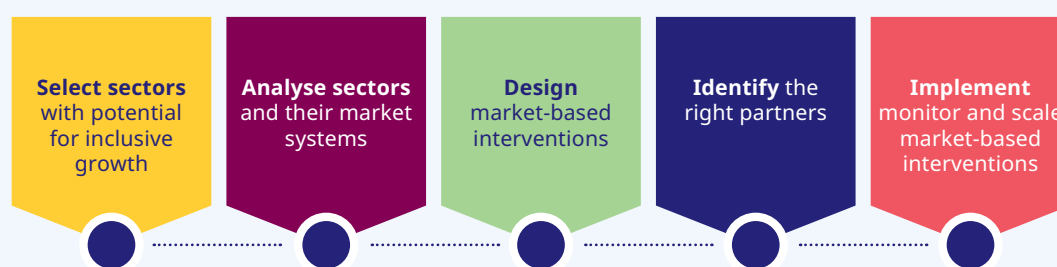 Select sectors
with potential
for inclusive
growth
Analyse sectors
and their market
systems
Design
market-based
interventions
Identify the
right partners
Implement
monitor and scale
market-based
interventions